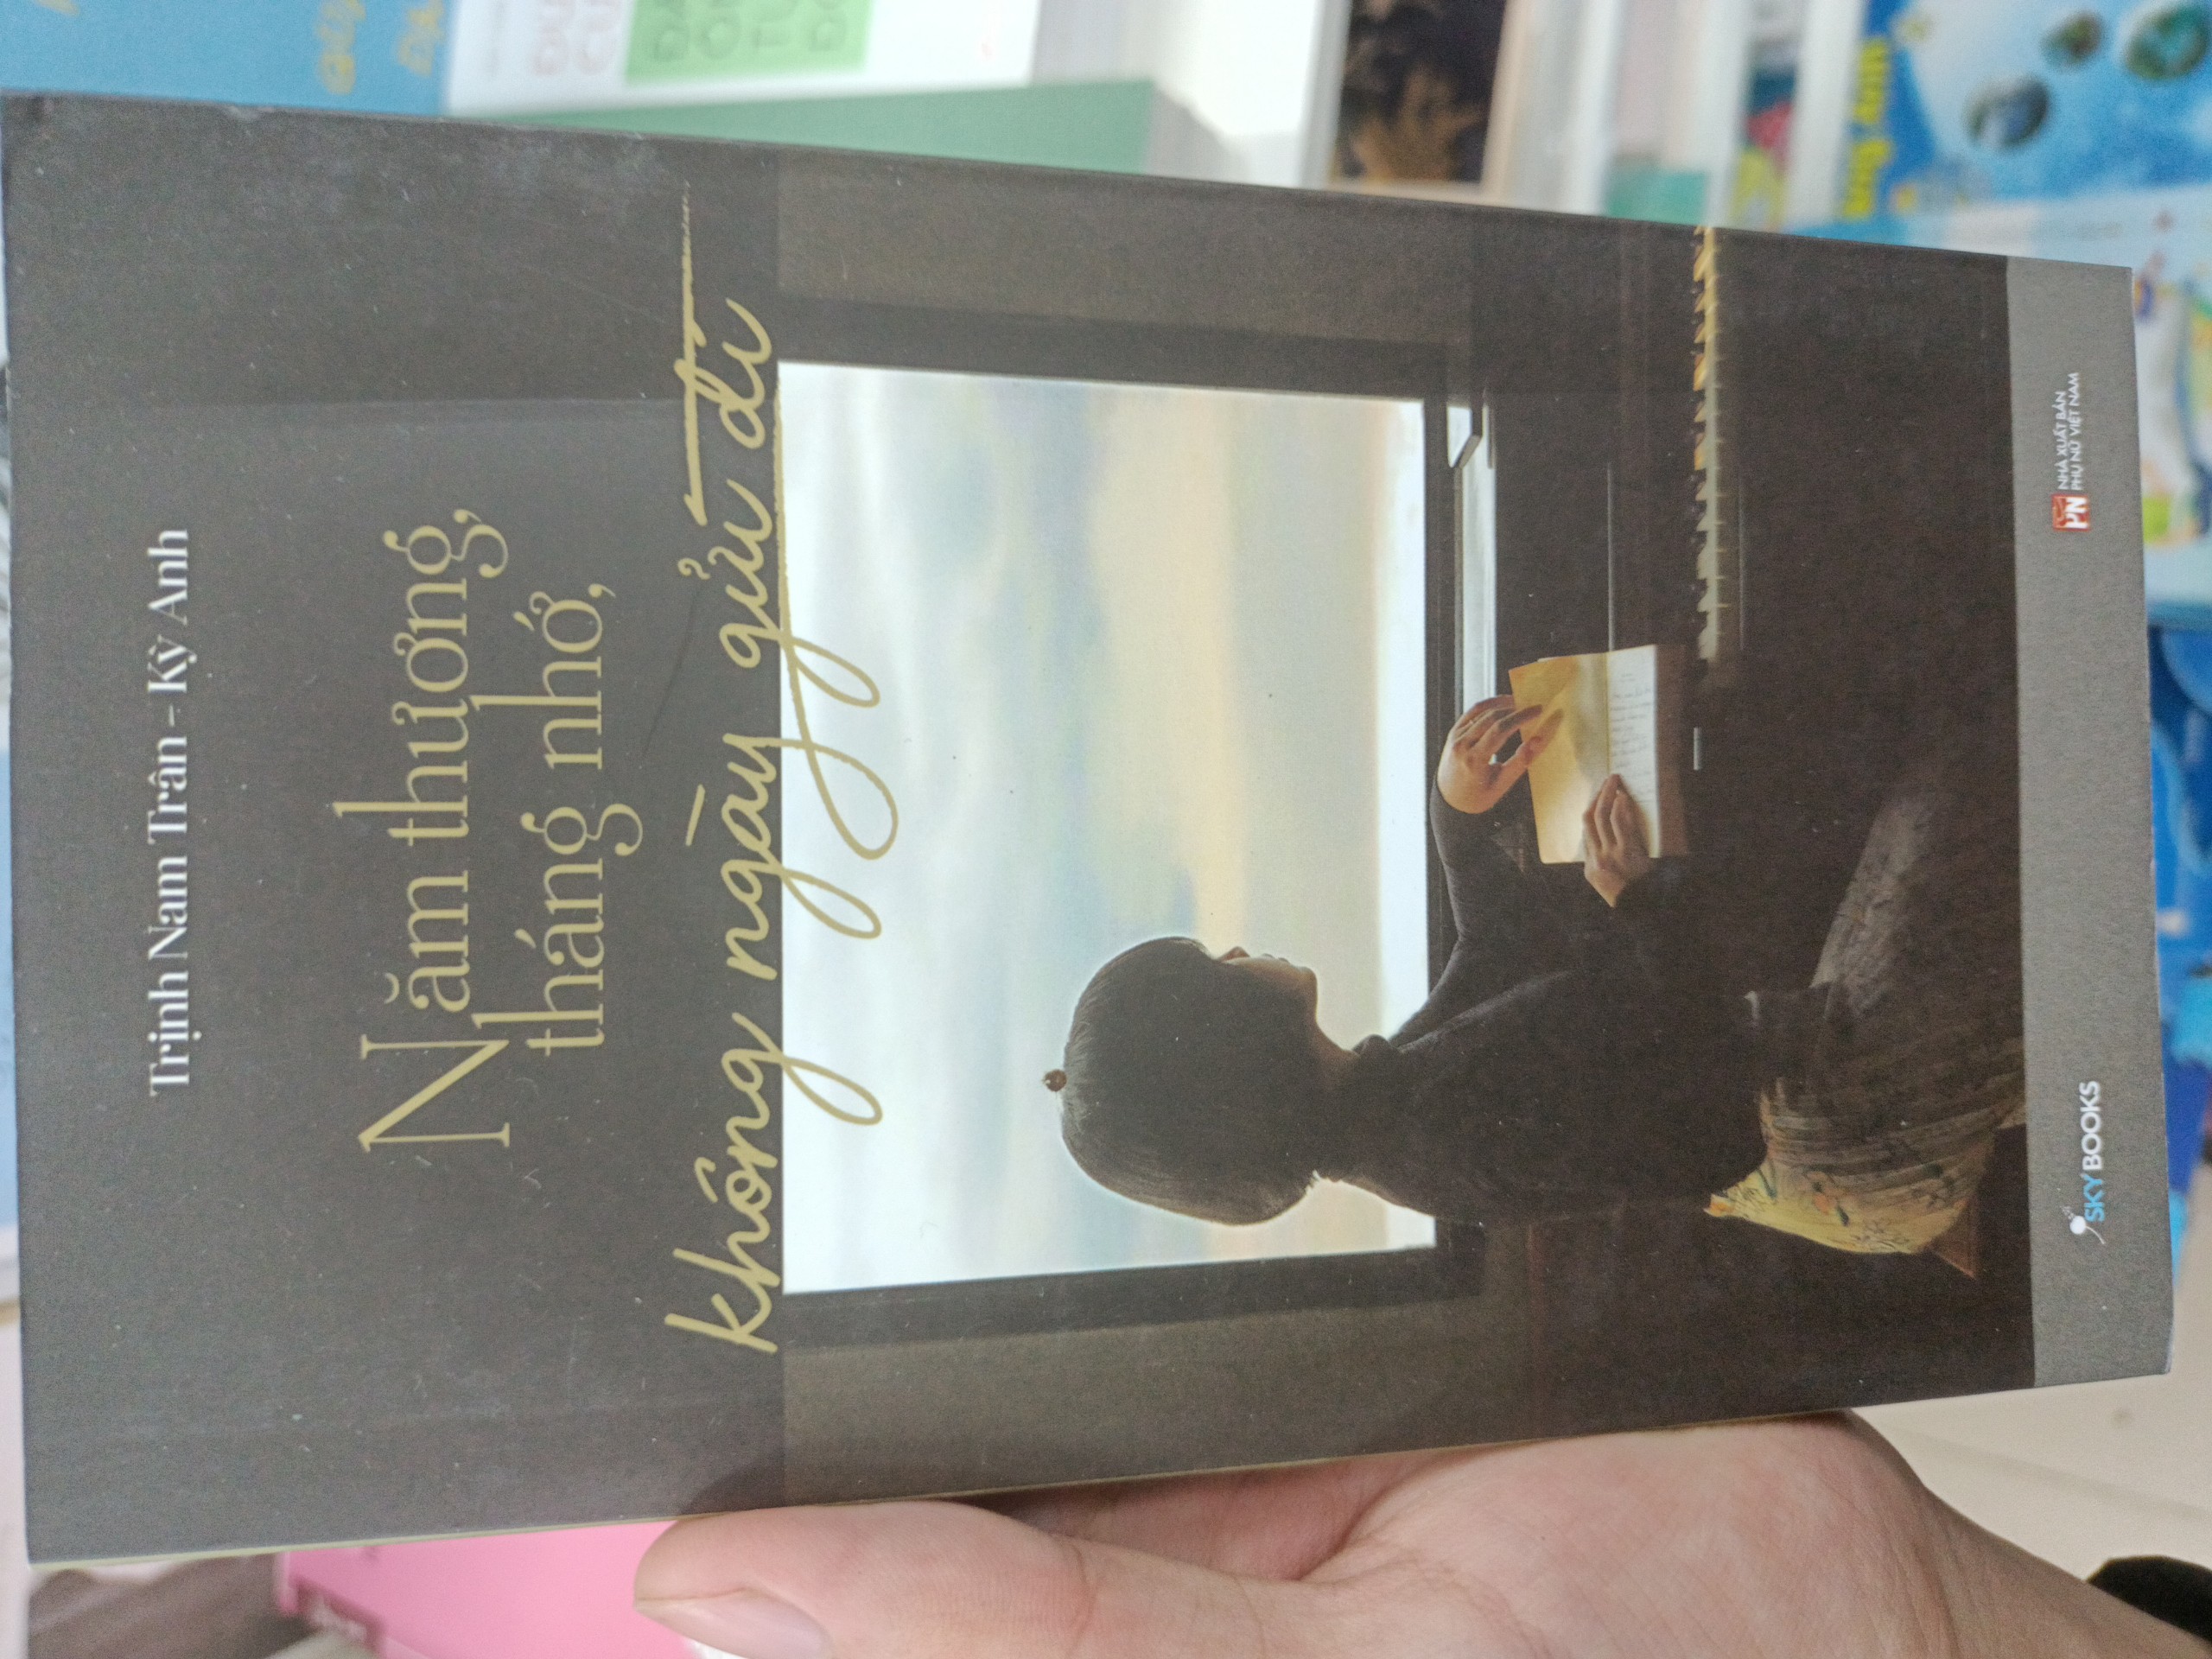 Trịnh Nam Trân – Kỳ Anh
Năm thương,
tháng nhớ,
không ngày gửi đi
SKYBOOKS
PN
NHÀ XUẤT BẢN
PHỤ NỮ VIỆT NAM